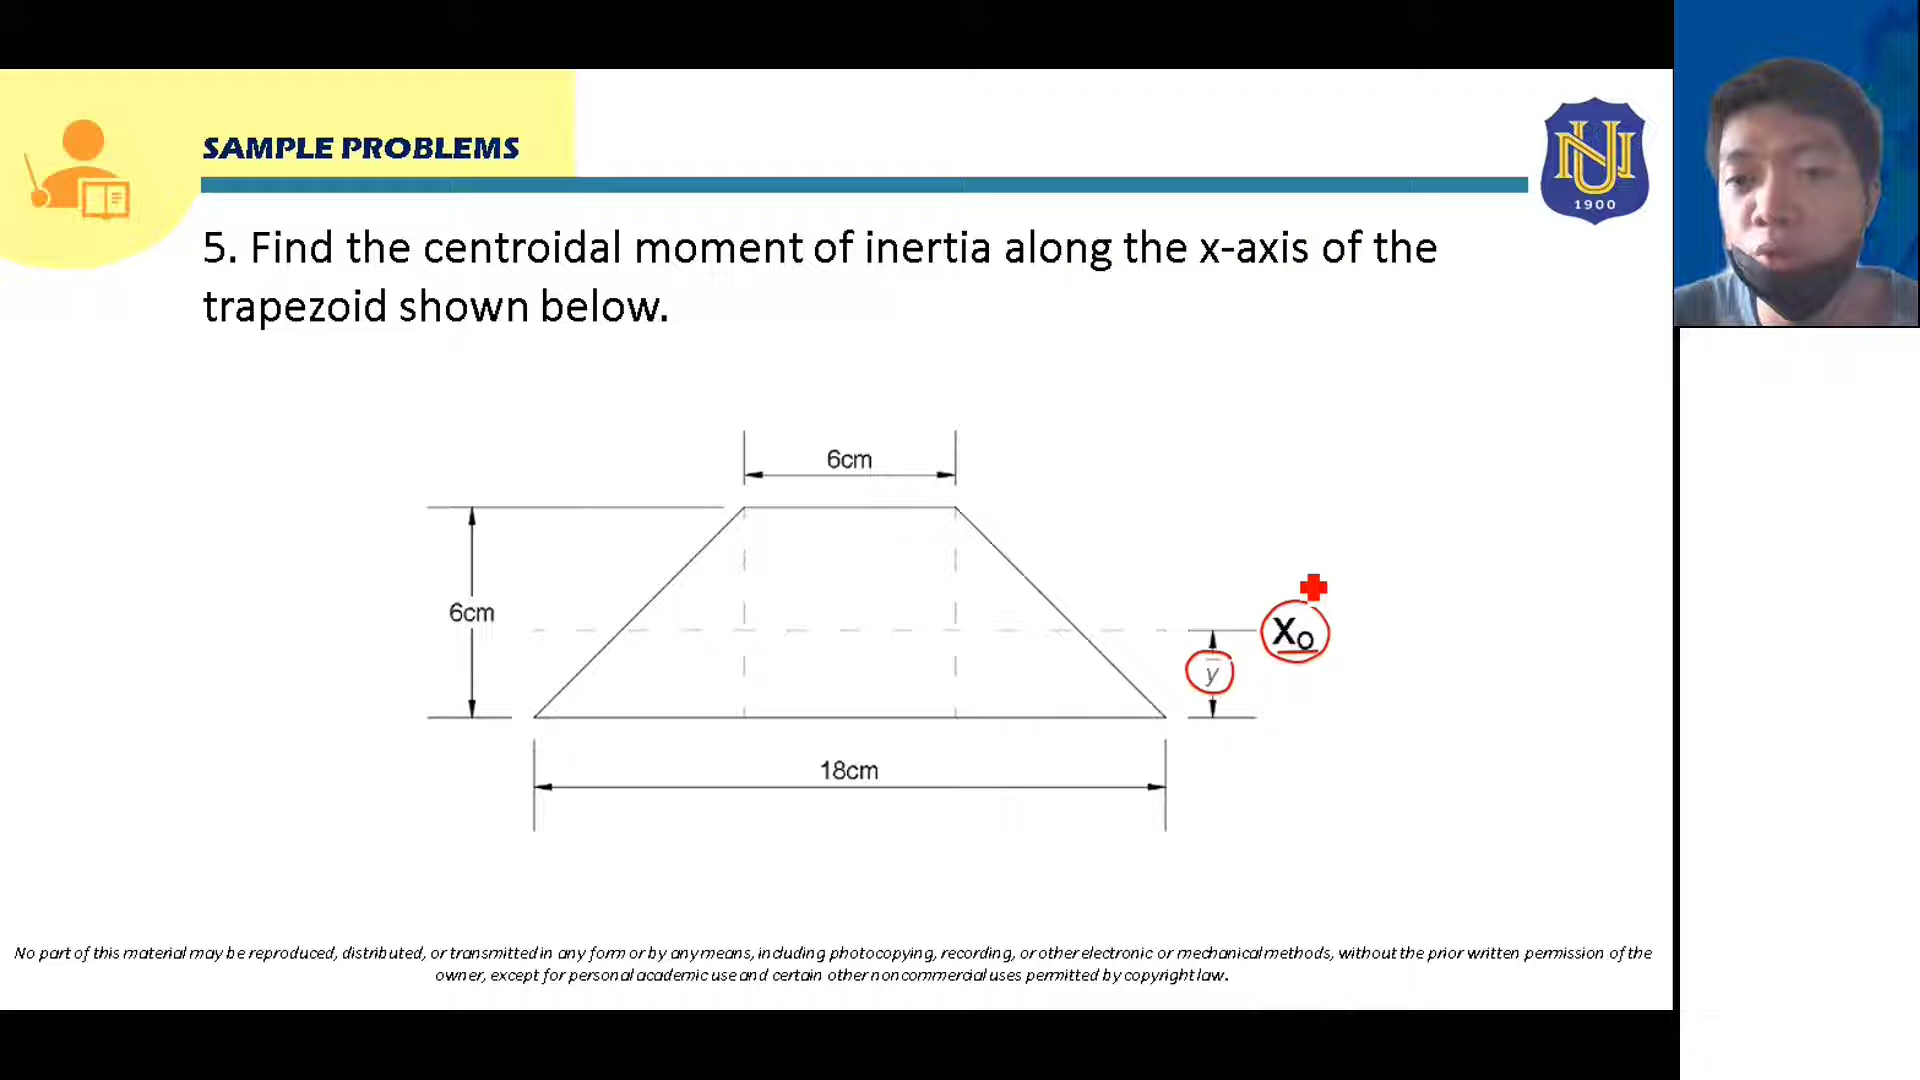 SAMPLE PROBLEMS
NU
1900
5. Find the centroidal moment of inertia along the x-axis of the
trapezoid shown below.
6cm
6cm
x̄₀
ȳ
18cm
No part of this material may be reproduced, distributed, or transmitted in any form or by any means, including photocopying, recording, or other electronic or mechanical methods, without the prior written permission of the
owner, except for personal academic use and certain other noncommercial uses permitted by copyright law.